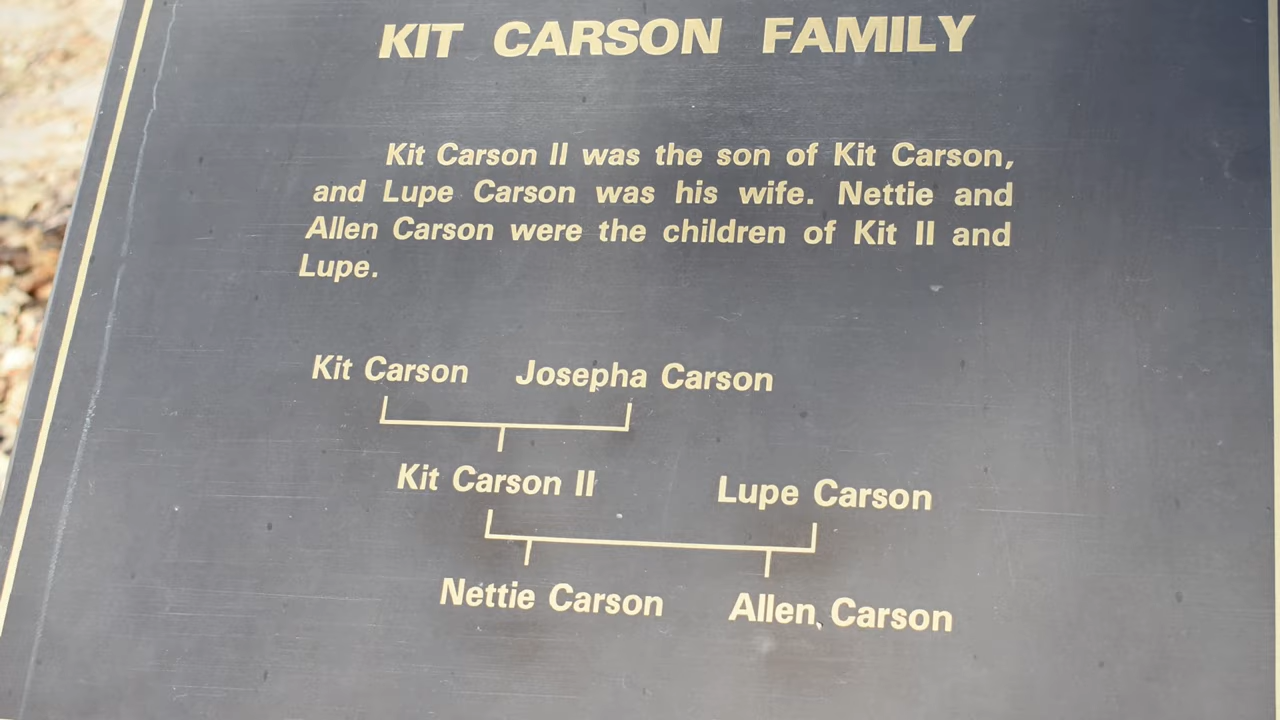 KIT CARSON FAMILY
Kit Carson II was the son of Kit Carson,
and Lupe Carson was his wife. Nettie and
Allen Carson were the children of Kit II and
Lupe.
Kit Carson Josepha Carson
Kit Carson II Lupe Carson
Nettie Carson Allen Carson